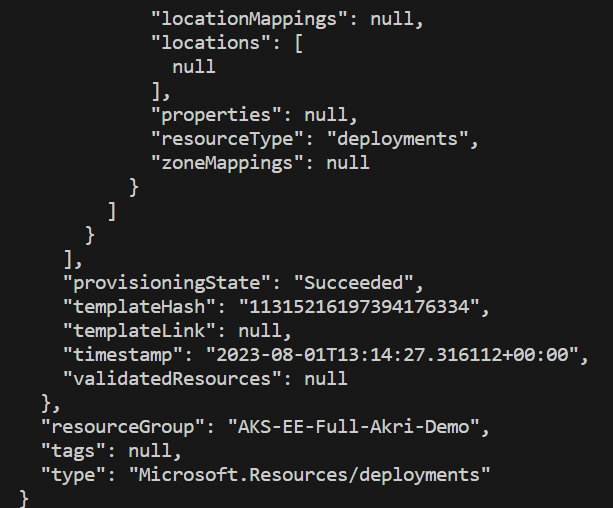 "locationMappings": null,
"locations": [
null
],
"properties": null,
"resourceType": "deployments",
"zoneMappings": null
}
]
}
],
"provisioningState": "Succeeded",
"templateHash": "11315216197394176334",
"templateLink": null,
"timestamp": "2023-08-01T13:14:27.316112+00:00",
"validatedResources": null
},
"resourceGroup": "AKS-EE-Full-Akri-Demo",
"tags": null,
"type": "Microsoft.Resources/deployments"
}